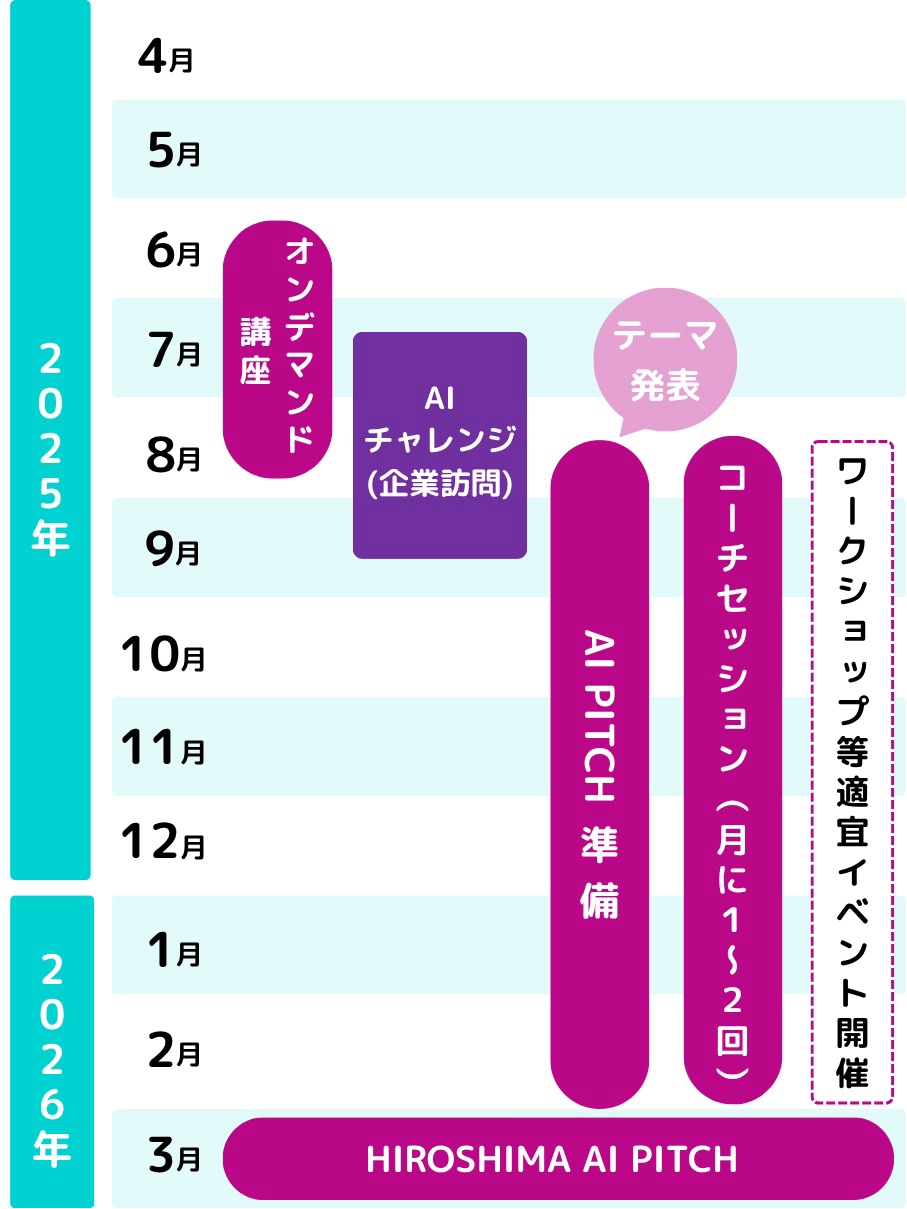 2025年
4月
5月
6月
7月
8月
9月
10月
11月
12月
2026年
1月
2月
3月
オンデマンド
講座
AI
チャレンジ
(企業訪問)
テーマ
発表
AI PITCH 準備
コーチセッション（月に1〜2回）
ワークショップ等適宜イベント開催
HIROSHIMA AI PITCH